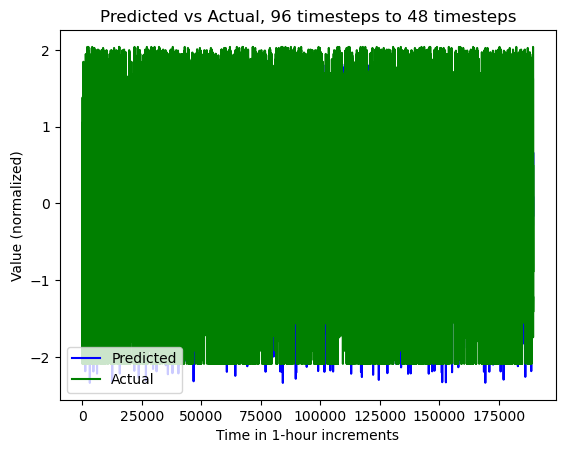 Predicted vs Actual, 96 timesteps to 48 timesteps
2
1
0
−1
−2
Value (normalized)
Predicted
Actual
0
25000
50000
75000
100000
125000
150000
175000
Time in 1-hour increments